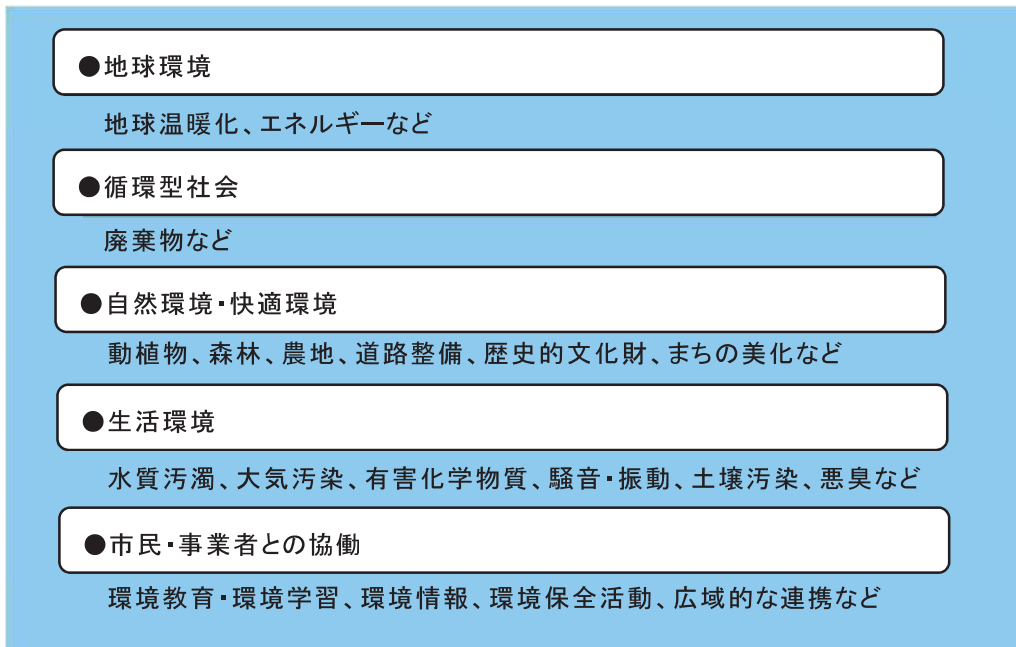 ●地球環境
地球温暖化、エネルギーなど
●循環型社会
廃棄物など
●自然環境・快適環境
動植物、森林、農地、道路整備、歴史的文化財、まちの美化など
●生活環境
水質汚濁、大気汚染、有害化学物質、騒音・振動、土壌汚染、悪臭など
●市民・事業者との協働
環境教育・環境学習、環境情報、環境保全活動、広域的な連携など